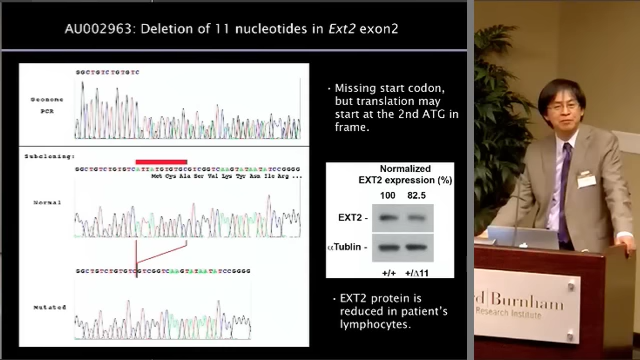 AU002963: Deletion of 11 nucleotides in Ext2 exon2
GGCTGTCTGTGTC
Genome
PCR
Subcloning:
Met Cys Ala Ser Val Lys Tyr Asn Ile Arg ...
Normal
Mutated
· Missing start codon,
but translation may
start at the 2nd ATG in
frame.
Normalized
EXT2 expression (%)
100 82.5
EXT2 -
αTublin -
+/+ +/Δ11
· EXT2 protein is
reduced in patient's
lymphocytes.
Burnham
Research Institute